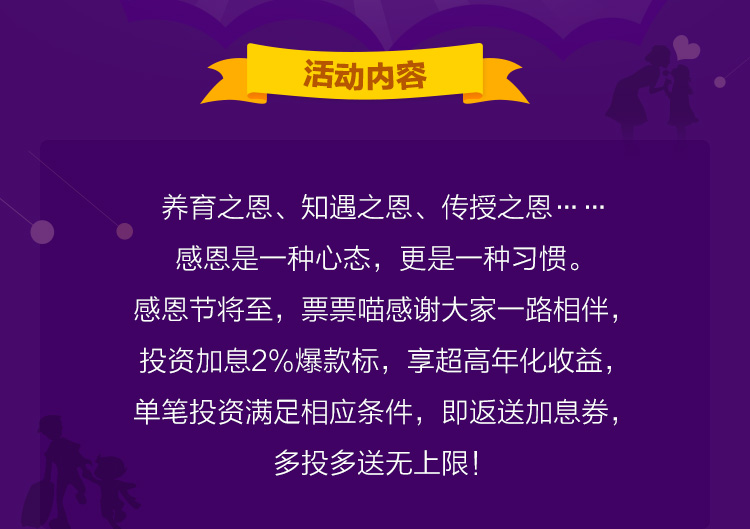 活动内容
养育之恩、知遇之恩、传授之恩……
感恩是一种心态，更是一种习惯。
感恩节将至，票票喵感谢大家一路相伴，
投资加息2%爆款标，享超高年化收益，
单笔投资满足相应条件，即返送加息券，
多投多送无上限！